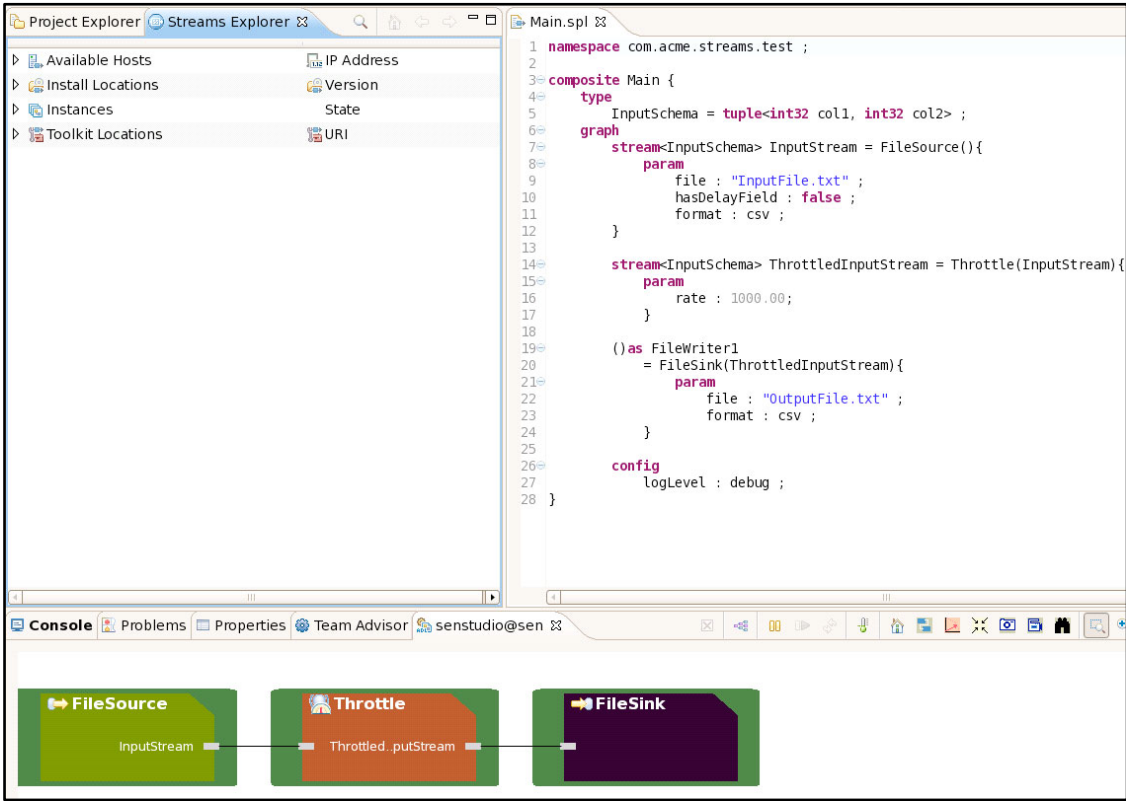 Project Explorer Streams Explorer
Available Hosts IP Address
Install Locations Version
Instances State
Toolkit Locations URI
Main.spl
1 namespace com.acme.streams.test ;
2
3 composite Main {
4 type
5 InputSchema = tuple<int32 col1, int32 col2> ;
6 graph
7 stream<InputSchema> InputStream = FileSource(){
8 param
9 file : "InputFile.txt" ;
10 hasDelayField : false ;
11 format : csv ;
12 }
13
14 stream<InputSchema> ThrottledInputStream = Throttle(InputStream){
15 param
16 rate : 1000.00;
17 }
18
19 ()as FileWriter1
20 = FileSink(ThrottledInputStream){
21 param
22 file : "OutputFile.txt" ;
23 format : csv ;
24 }
25
26 config
27 logLevel : debug ;
28 }
Console Problems Properties Team Advisor senstudio@sen
FileSource Throttle FileSink
InputStream Throttled..putStream